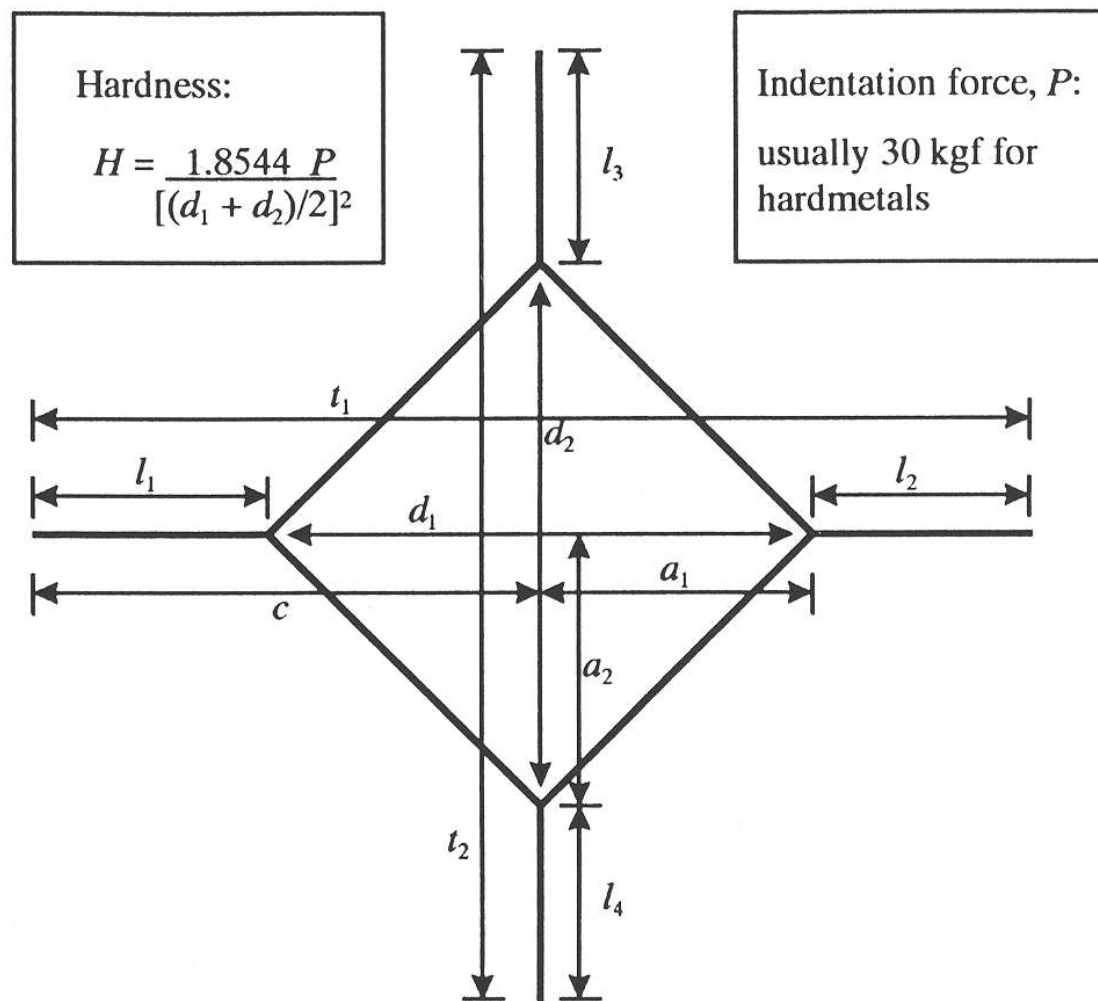 Hardness:
H = 1.8544 P
[(d₁ + d₂)/2]²
Indentation force, P:
usually 30 kgf for
hardmetals
l₃
t₁
d₂
l₁
l₂
d₁
a₁
c
a₂
t₂
l₄